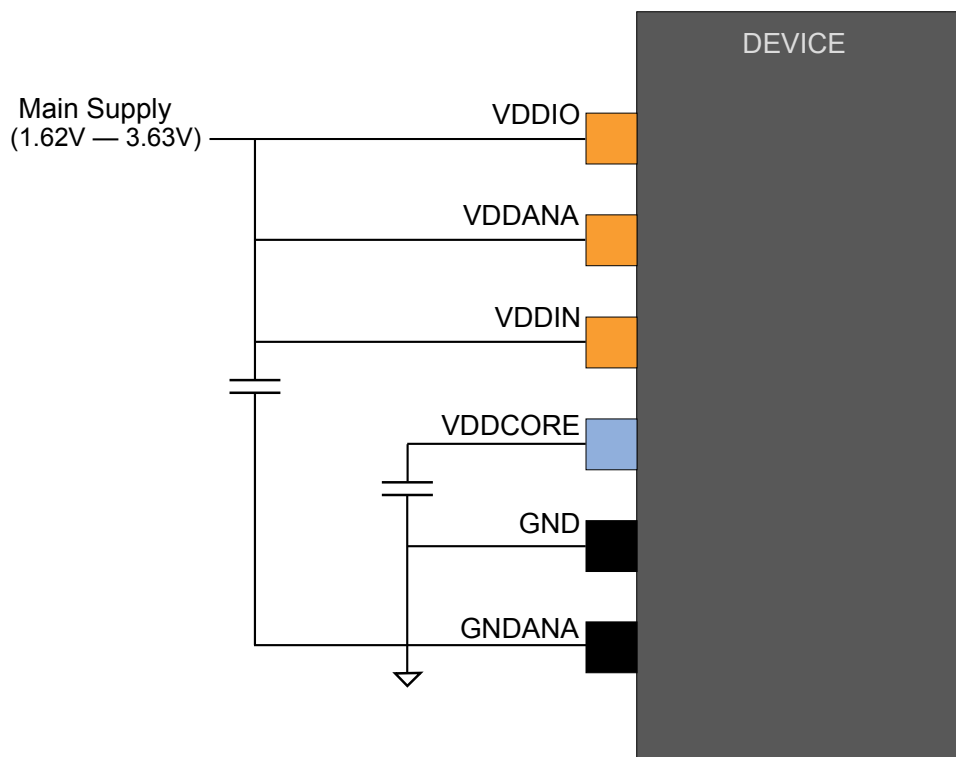 DEVICE
Main Supply
(1.62V — 3.63V)
VDDIO
VDDANA
VDDIN
VDDCORE
GND
GNDANA